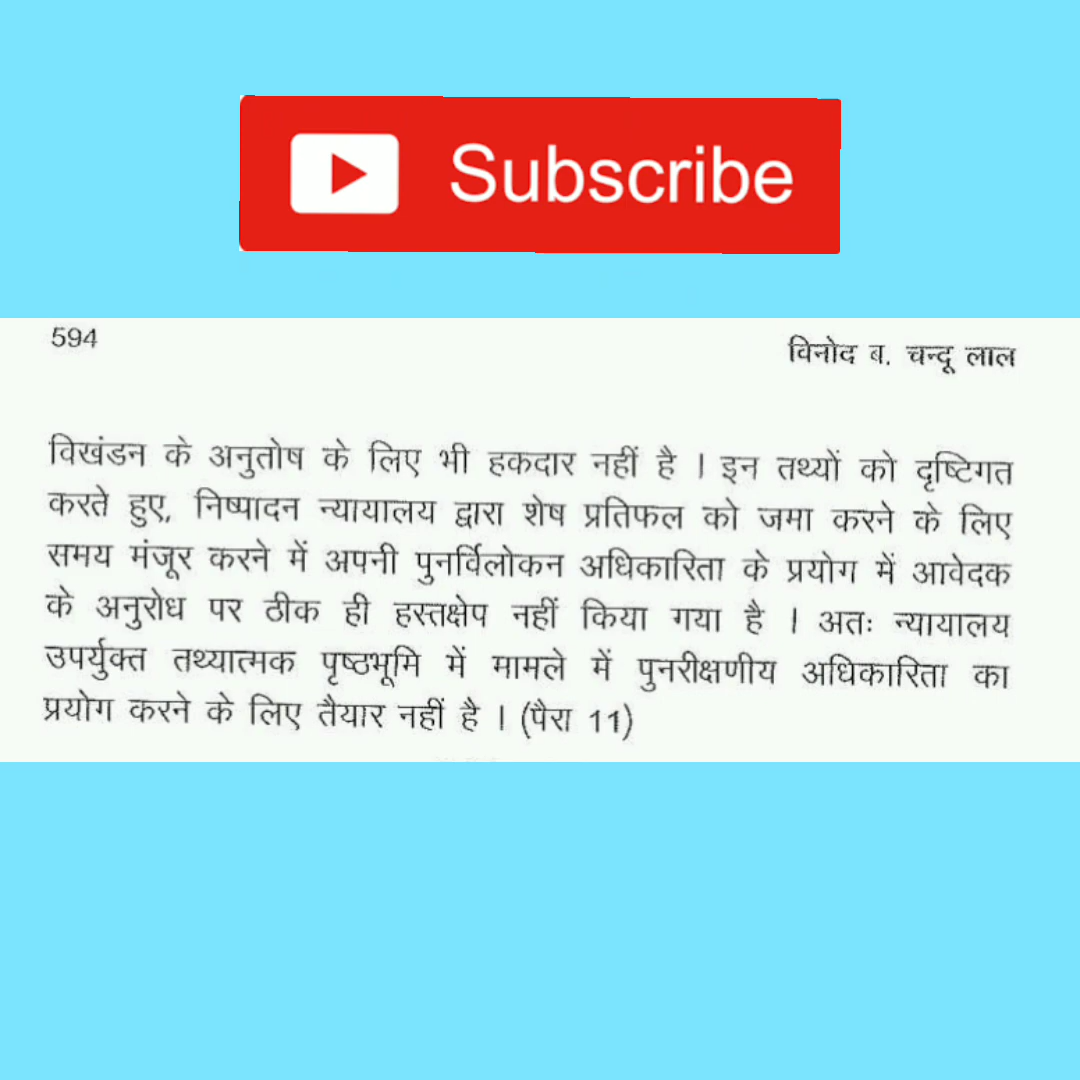 Subscribe
594
विनोद ब. चन्दू लाल
विखंडन के अनुतोष के लिए भी हकदार नहीं है । इन तथ्यों को दृष्टिगत
करते हुए, निष्पादन न्यायालय द्वारा शेष प्रतिफल को जमा करने के लिए
समय मंजूर करने में अपनी पुनर्विलोकन अधिकारिता के प्रयोग में आवेदक
के अनुरोध पर ठीक ही हस्तक्षेप नहीं किया गया है । अतः न्यायालय
उपर्युक्त तथ्यात्मक पृष्ठभूमि में मामले में पुनरीक्षणीय अधिकारिता का
प्रयोग करने के लिए तैयार नहीं है । (पैरा 11)